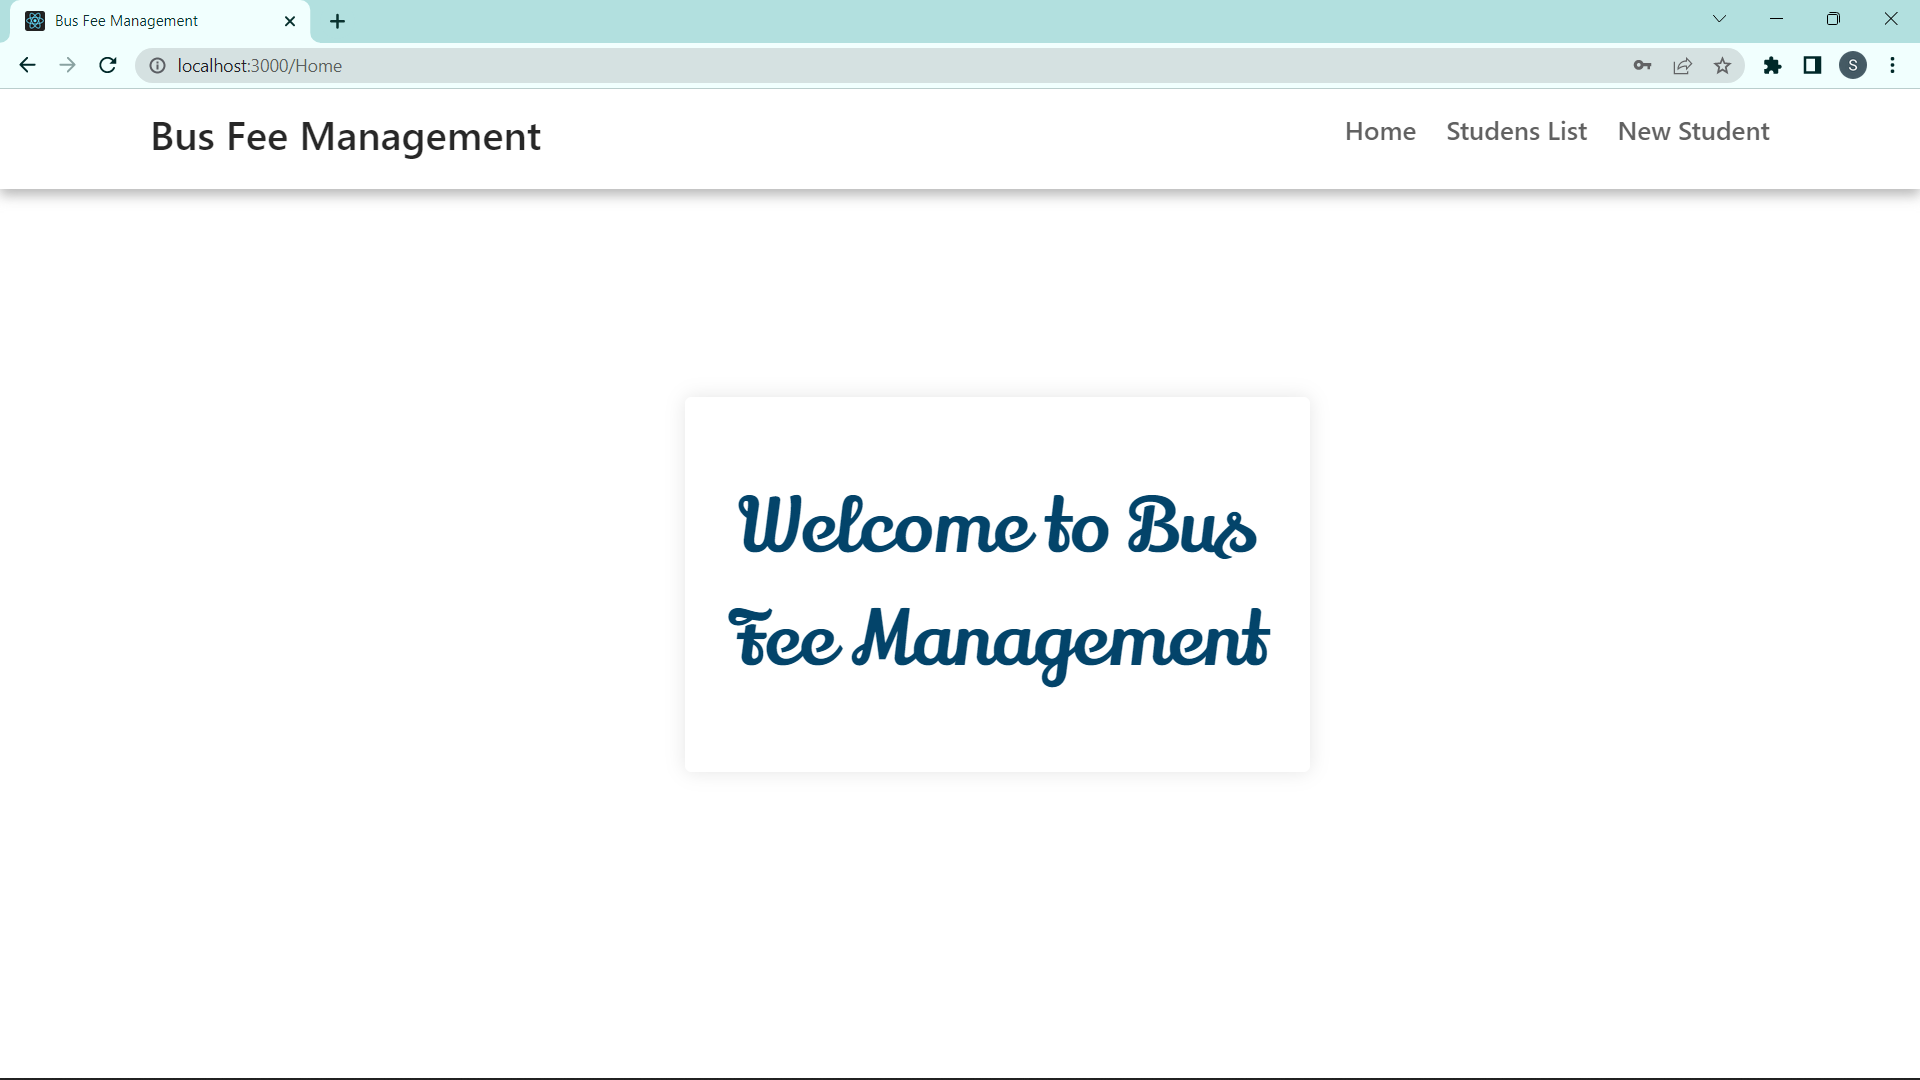 Bus Fee Management
localhost:3000/Home
S
Bus Fee Management
Home Studens List New Student
Welcome to Bus
Fee Management